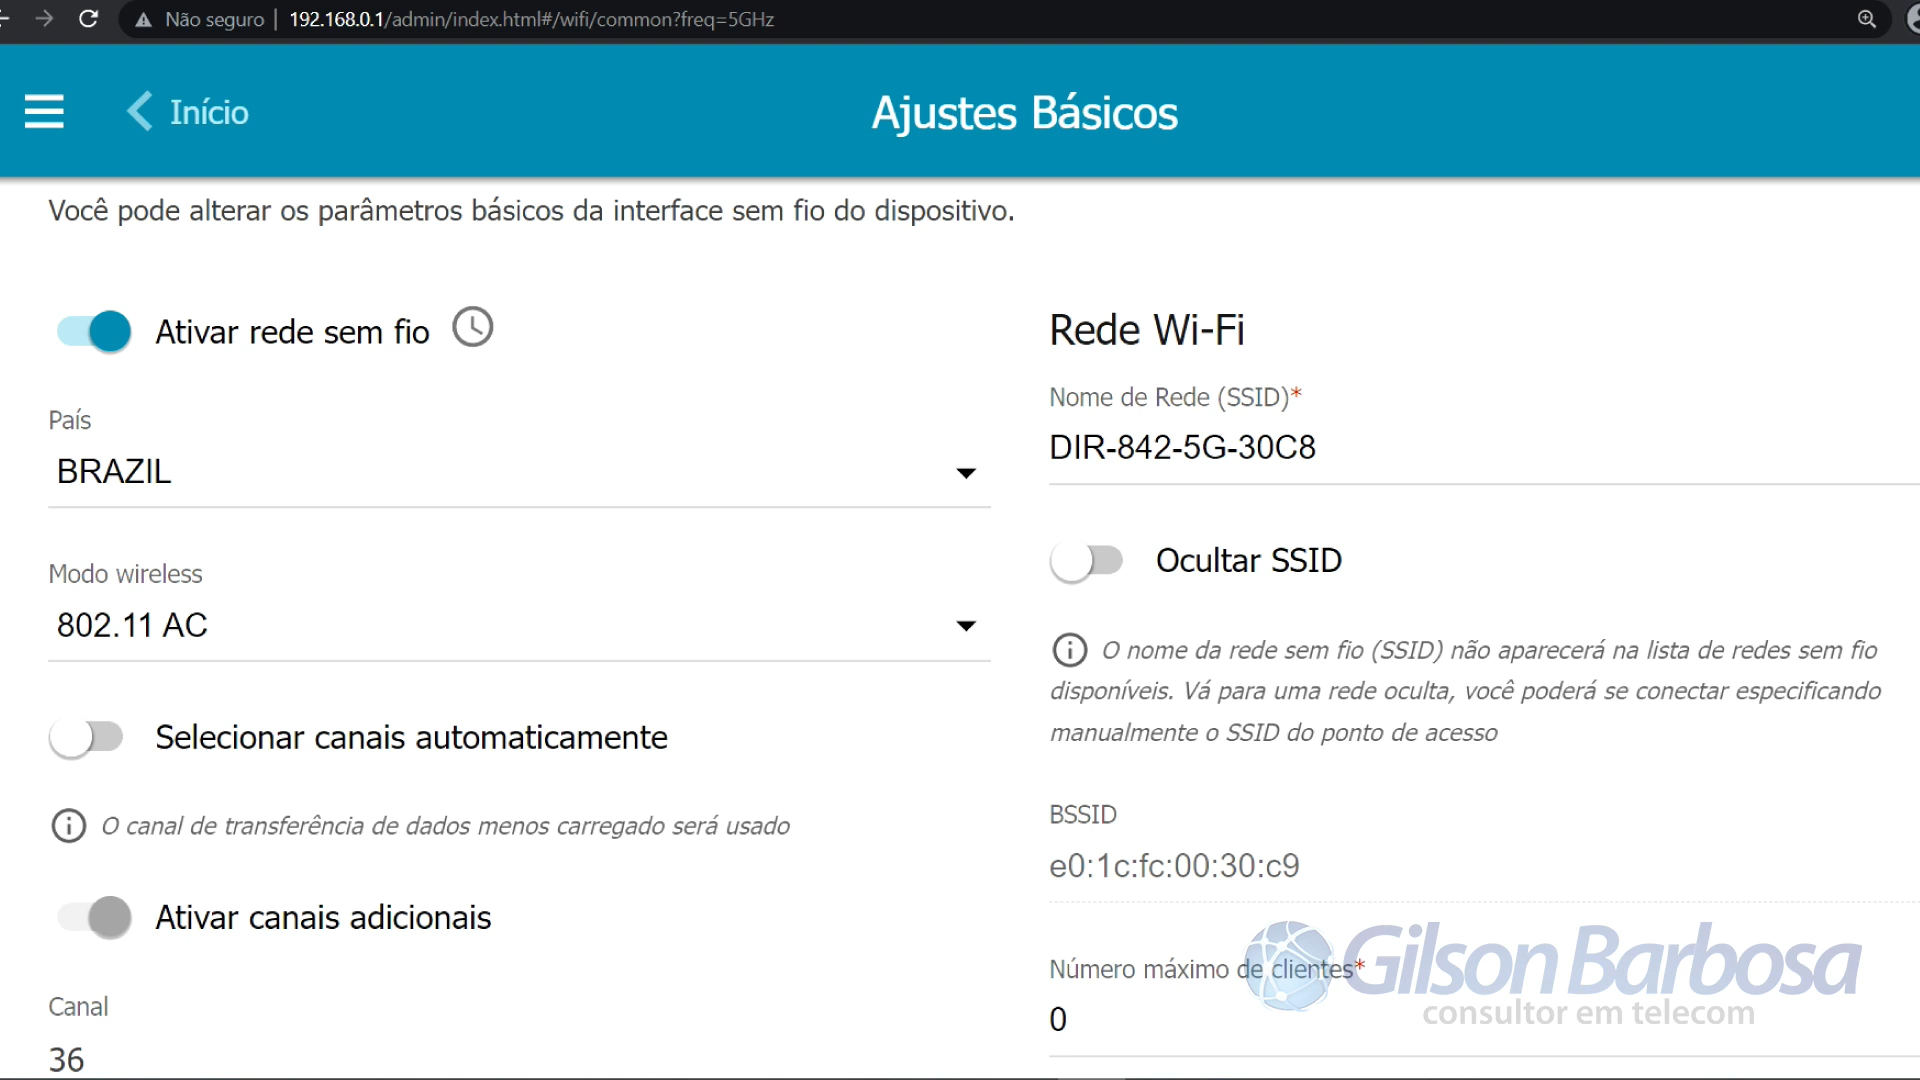 Não seguro | 192.168.0.1/admin/index.html#/wifi/common?freq=5GHz
Início
Ajustes Básicos
Você pode alterar os parâmetros básicos da interface sem fio do dispositivo.
Ativar rede sem fio
País
BRAZIL
Modo wireless
802.11 AC
Selecionar canais automaticamente
O canal de transferência de dados menos carregado será usado
Ativar canais adicionais
Canal
36
Rede Wi-Fi
Nome de Rede (SSID)*
DIR-842-5G-30C8
Ocultar SSID
O nome da rede sem fio (SSID) não aparecerá na lista de redes sem fio
disponíveis. Vá para uma rede oculta, você poderá se conectar especificando
manualmente o SSID do ponto de acesso
BSSID
e0:1c:fc:00:30:c9
Número máximo de clientes*
0
Gilson Barbosa
consultor em telecom